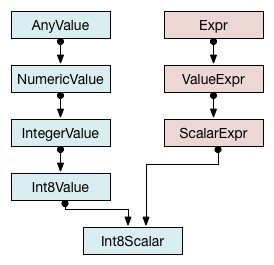 AnyValue
Expr
NumericValue
ValueExpr
IntegerValue
ScalarExpr
Int8Value
Int8Scalar